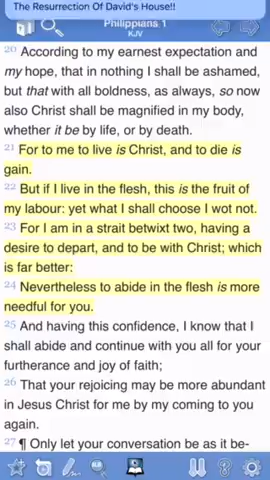 The Resurrection Of David's House!!
Philippians 1
KJV
20 According to my earnest expectation and
my hope, that in nothing I shall be ashamed,
but that with all boldness, as always, so now
also Christ shall be magnified in my body,
whether it be by life, or by death.
21 For to me to live is Christ, and to die is
gain.
22 But if I live in the flesh, this is the fruit of
my labour: yet what I shall choose I wot not.
23 For I am in a strait betwixt two, having a
desire to depart, and to be with Christ; which
is far better:
24 Nevertheless to abide in the flesh is more
needful for you.
25 And having this confidence, I know that I
shall abide and continue with you all for your
furtherance and joy of faith;
26 That your rejoicing may be more abundant
in Jesus Christ for me by my coming to you
again.
27 ¶ Only let your conversation be as it be-